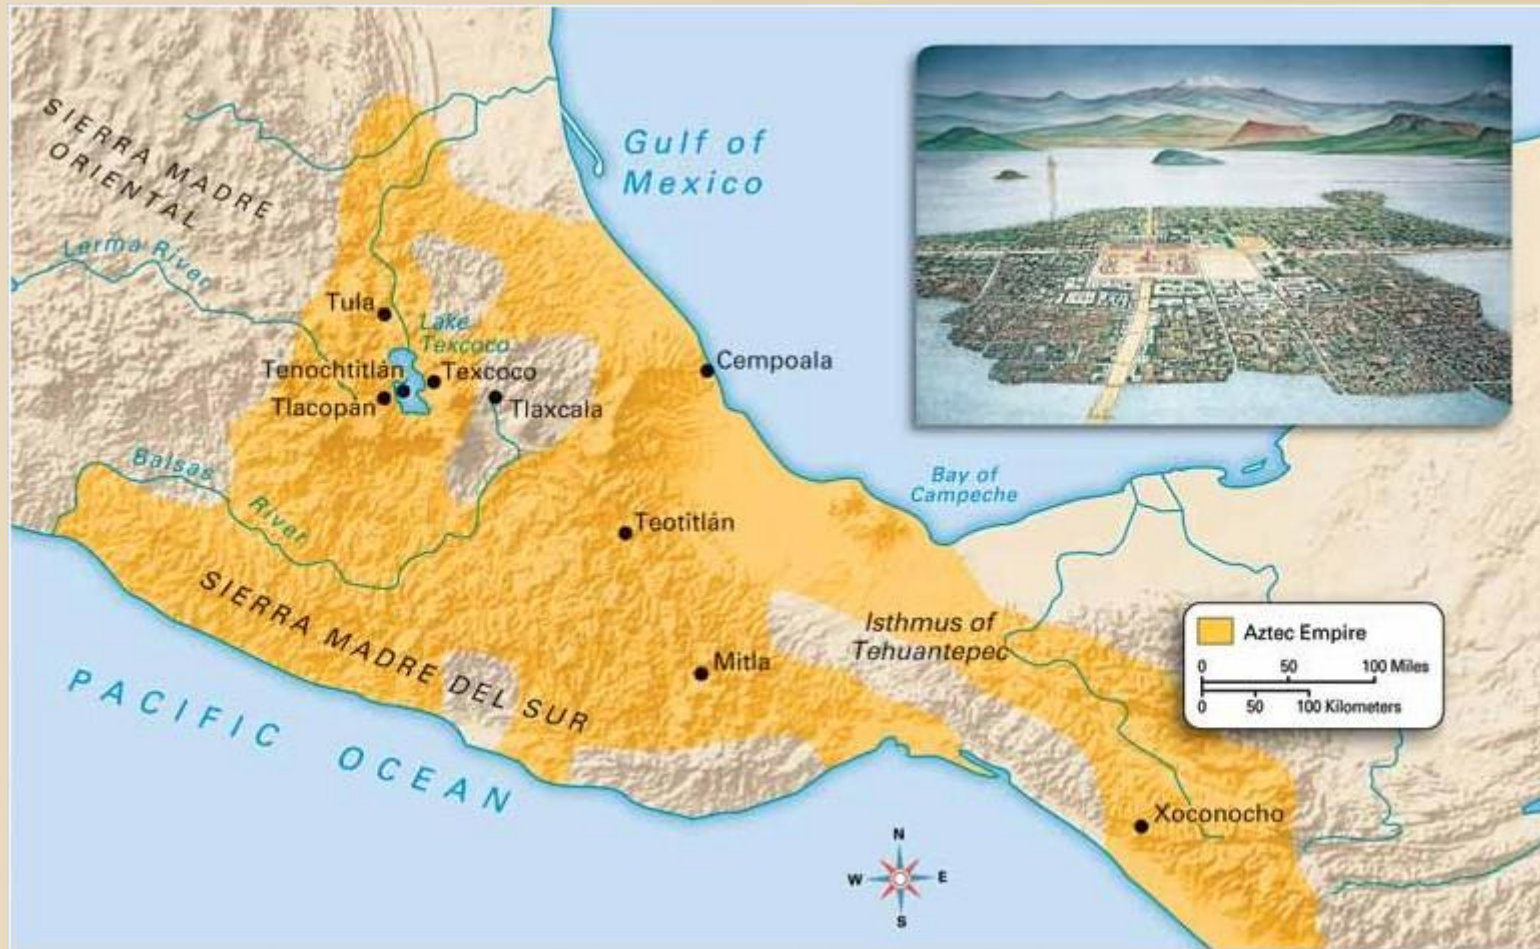 SIERRA MADRE
ORIENTAL
Gulf of
Mexico
Lerma River
Tula
Lake
Texcoco
Tenochtitlán
Texcoco
Tlacopán
Tlaxcala
Cempoala
Balsas
River
Bay of
Campeche
Teotitlán
SIERRA MADRE DEL SUR
Isthmus of
Tehuantepec
Mitla
PACIFIC OCEAN
Aztec Empire
0 50 100 Miles
0 50 100 Kilometers
Xoconocho
N
W E
S